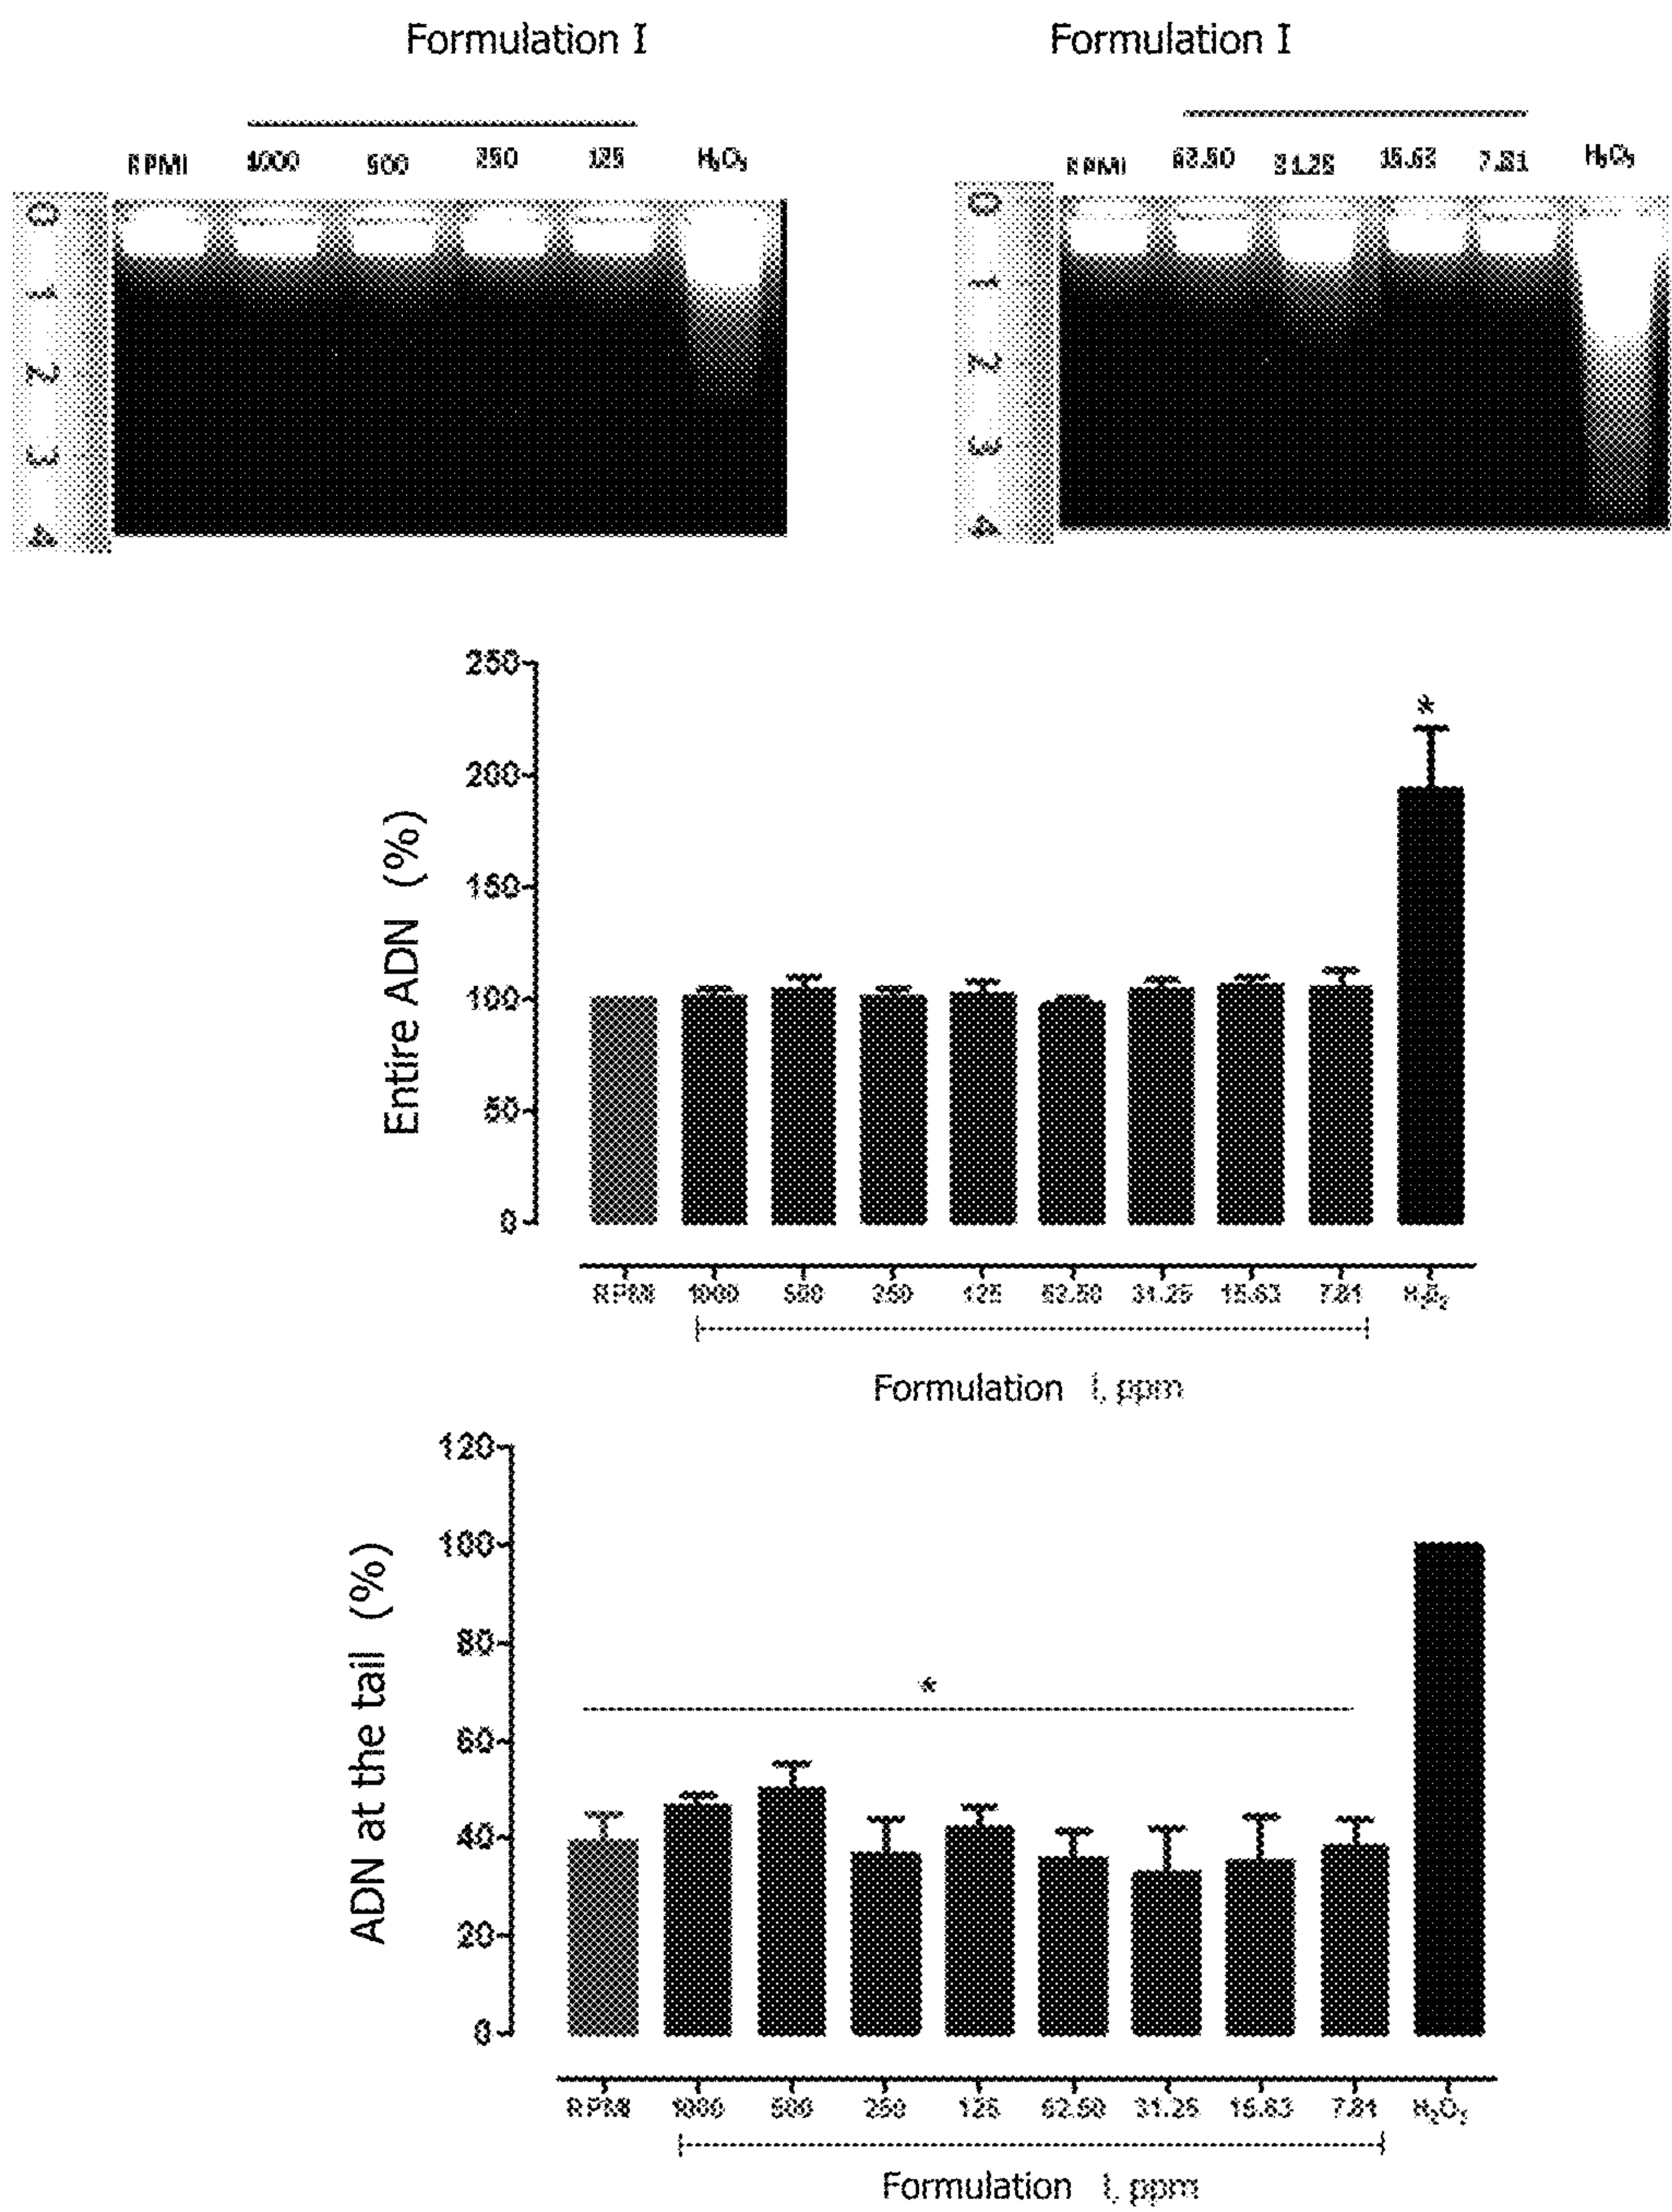 Formulation I Formulation I
RPMI 1000 500 250 125 H₂O₂ RPMI 62.50 31.25 15.63 7.81 H₂O₂
0 0
1 1
2 2
3 3
4 4
250
200
150
100
50
0
Entire ADN (%)
*
RPMI 1000 500 250 125 62.50 31.25 15.63 7.81 H₂O₂
Formulation I, ppm
120
100
80
60
40
20
0
ADN at the tail (%)
*
RPMI 1000 500 250 125 62.50 31.25 15.63 7.81 H₂O₂
Formulation I, ppm